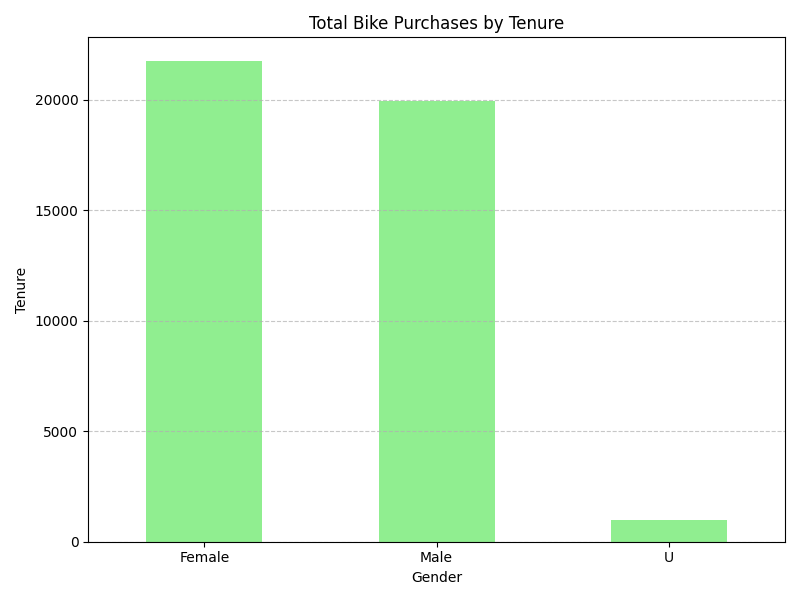 Total Bike Purchases by Tenure
20000
15000
10000
5000
0
Tenure
Female Male U
Gender